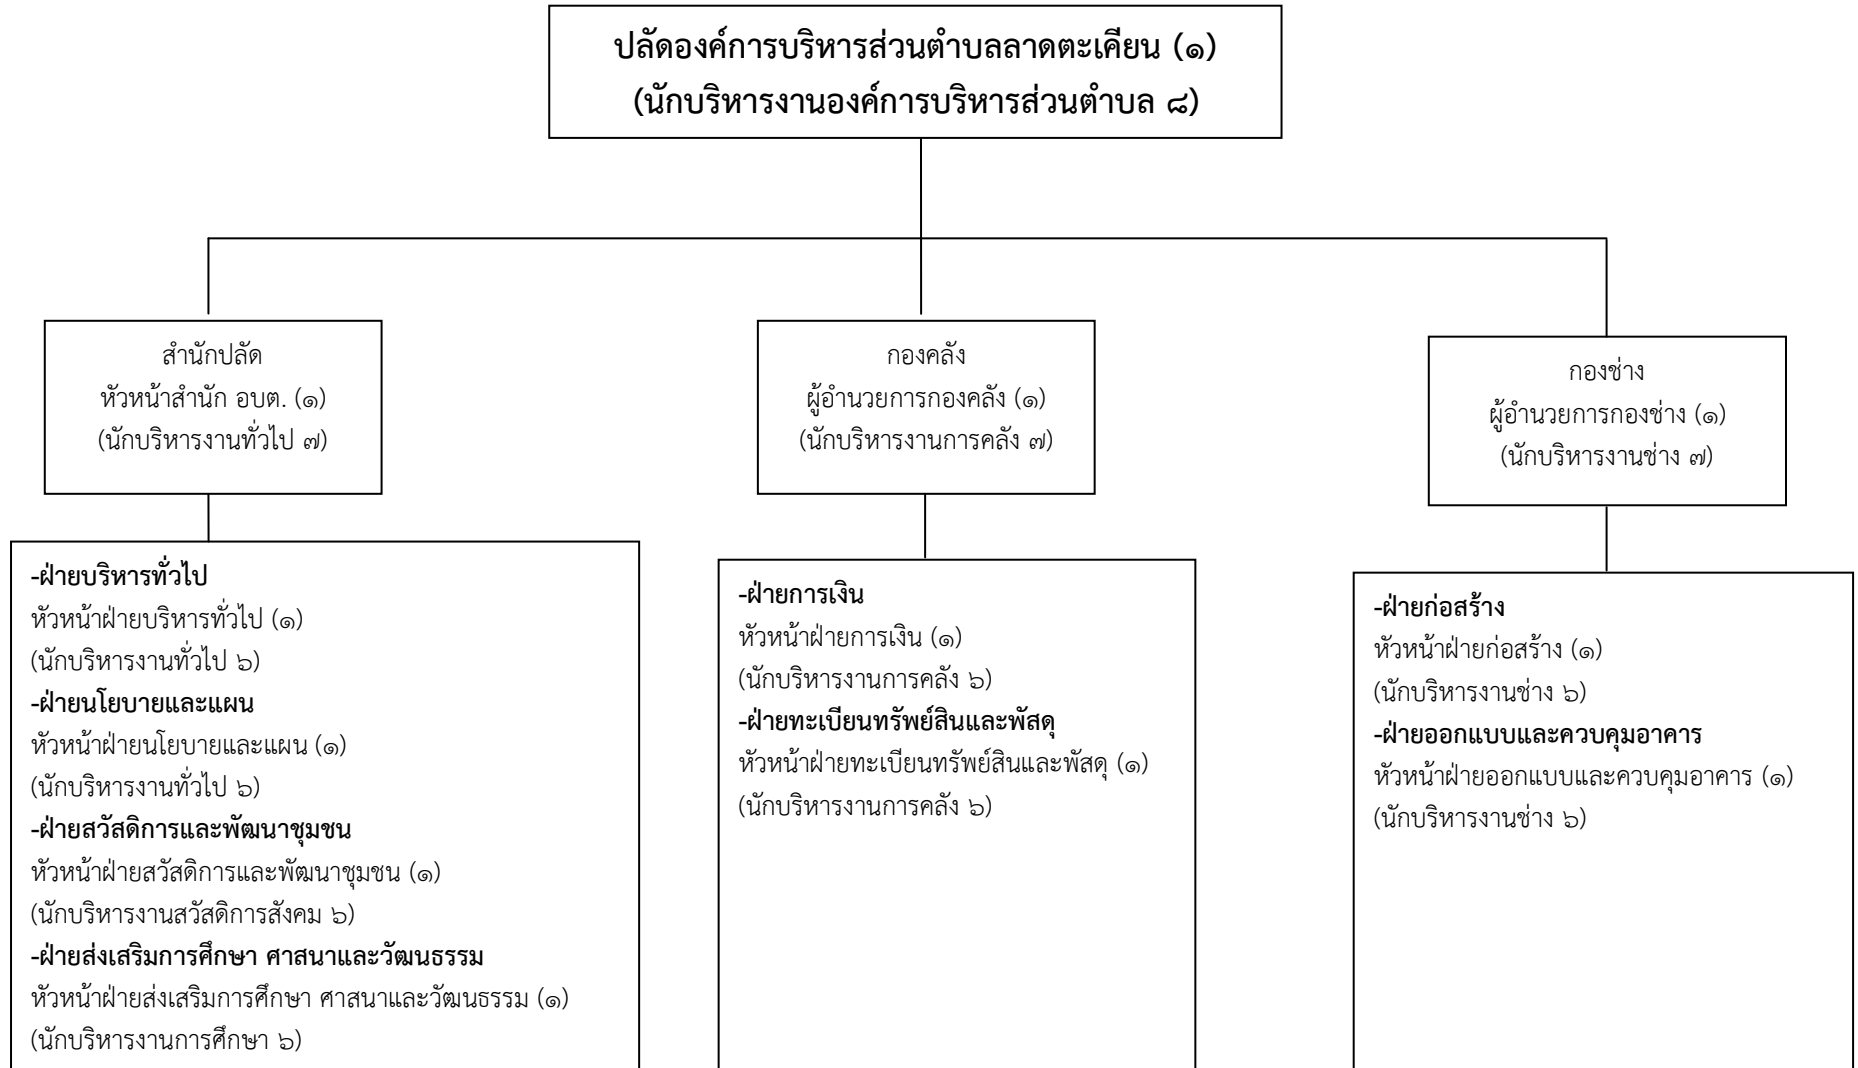 ปลัดองค์การบริหารส่วนตำบลลาดตะเคียน (๑)
(นักบริหารงานองค์การบริหารส่วนตำบล ๘)
สำนักปลัด
หัวหน้าสำนัก อบต. (๑)
(นักบริหารงานทั่วไป ๗)
กองคลัง
ผู้อำนวยการกองคลัง (๑)
(นักบริหารงานการคลัง ๗)
กองช่าง
ผู้อำนวยการกองช่าง (๑)
(นักบริหารงานช่าง ๗)
-ฝ่ายบริหารทั่วไป
หัวหน้าฝ่ายบริหารทั่วไป (๑)
(นักบริหารงานทั่วไป ๖)
-ฝ่ายนโยบายและแผน
หัวหน้าฝ่ายนโยบายและแผน (๑)
(นักบริหารงานทั่วไป ๖)
-ฝ่ายสวัสดิการและพัฒนาชุมชน
หัวหน้าฝ่ายสวัสดิการและพัฒนาชุมชน (๑)
(นักบริหารงานสวัสดิการสังคม ๖)
-ฝ่ายส่งเสริมการศึกษา ศาสนาและวัฒนธรรม
หัวหน้าฝ่ายส่งเสริมการศึกษา ศาสนาและวัฒนธรรม (๑)
(นักบริหารงานการศึกษา ๖)
-ฝ่ายการเงิน
หัวหน้าฝ่ายการเงิน (๑)
(นักบริหารงานการคลัง ๖)
-ฝ่ายทะเบียนทรัพย์สินและพัสดุ
หัวหน้าฝ่ายทะเบียนทรัพย์สินและพัสดุ (๑)
(นักบริหารงานการคลัง ๖)
-ฝ่ายก่อสร้าง
หัวหน้าฝ่ายก่อสร้าง (๑)
(นักบริหารงานช่าง ๖)
-ฝ่ายออกแบบและควบคุมอาคาร
หัวหน้าฝ่ายออกแบบและควบคุมอาคาร (๑)
(นักบริหารงานช่าง ๖)